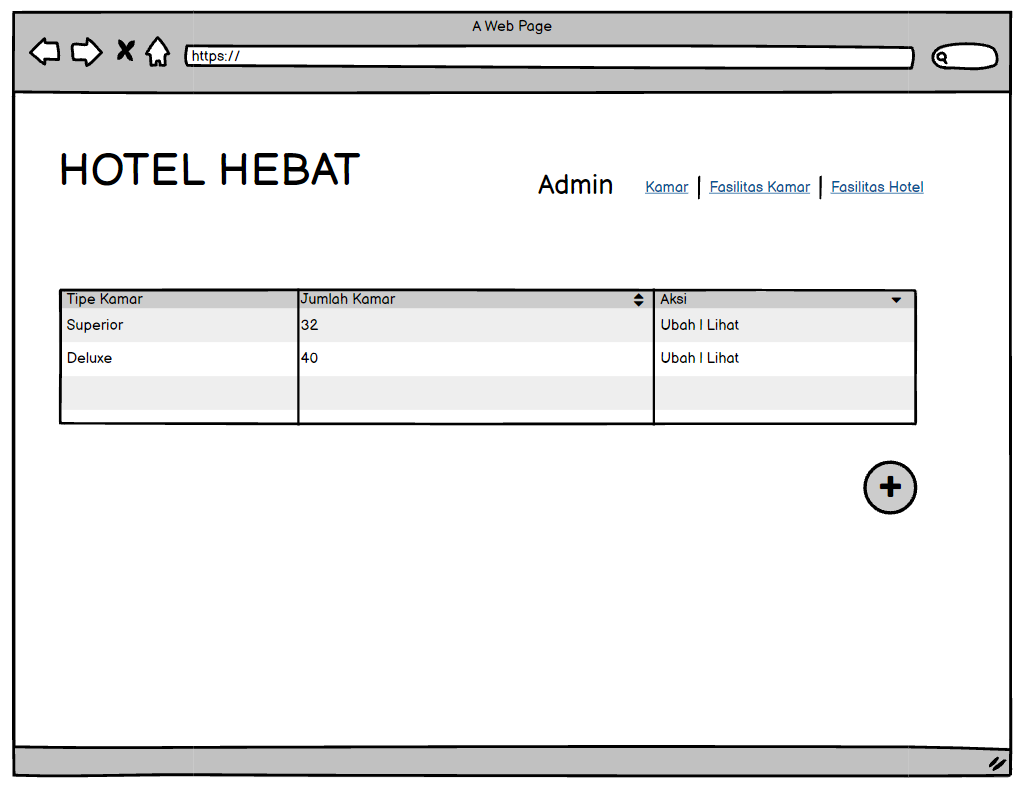 A Web Page
https://
HOTEL HEBAT
Admin Kamar | Fasilitas Kamar | Fasilitas Hotel
Tipe Kamar Jumlah Kamar Aksi
Superior 32 Ubah | Lihat
Deluxe 40 Ubah | Lihat